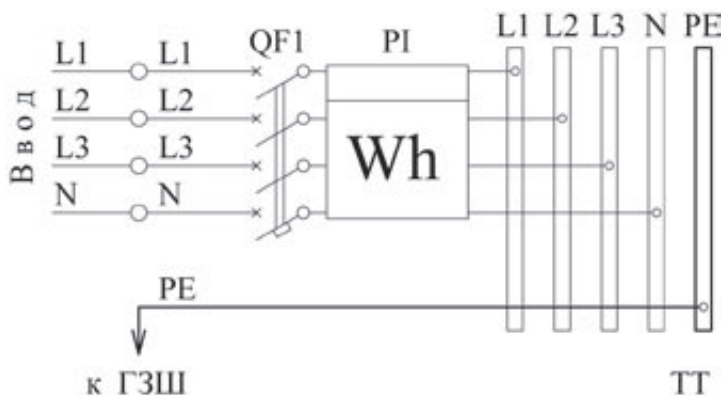 QF1 PI L1 L2 L3 N PE
L1 L1
L2 L2
L3 L3
N N
Ввод
Wh
PE
к ГЗШ
TT